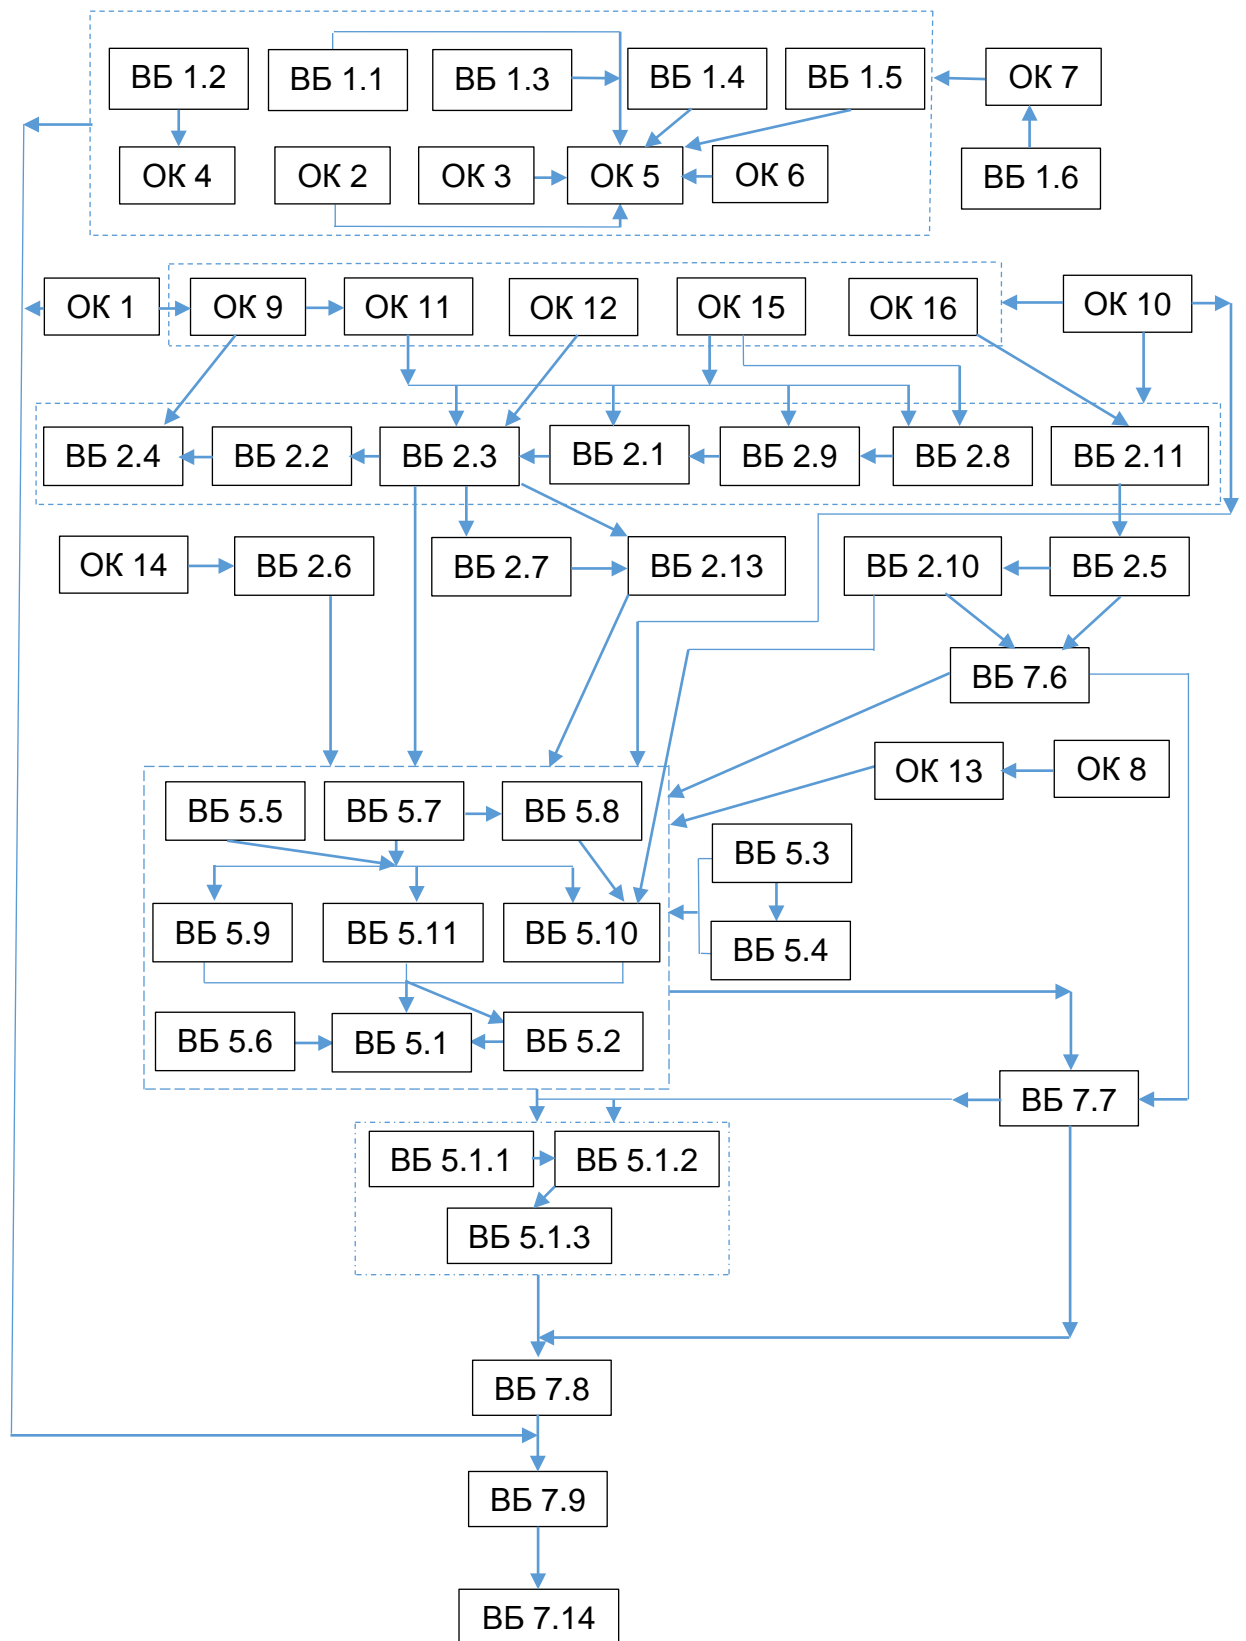 ВБ 1.2
ВБ 1.1
ВБ 1.3
ВБ 1.4
ВБ 1.5
ОК 7
ОК 4
ОК 2
ОК 3
ОК 5
ОК 6
ВБ 1.6
ОК 1
ОК 9
ОК 11
ОК 12
ОК 15
ОК 16
ОК 10
ВБ 2.4
ВБ 2.2
ВБ 2.3
ВБ 2.1
ВБ 2.9
ВБ 2.8
ВБ 2.11
ОК 14
ВБ 2.6
ВБ 2.7
ВБ 2.13
ВБ 2.10
ВБ 2.5
ВБ 7.6
ОК 13
ОК 8
ВБ 5.5
ВБ 5.7
ВБ 5.8
ВБ 5.3
ВБ 5.9
ВБ 5.11
ВБ 5.10
ВБ 5.4
ВБ 5.6
ВБ 5.1
ВБ 5.2
ВБ 7.7
ВБ 5.1.1
ВБ 5.1.2
ВБ 5.1.3
ВБ 7.8
ВБ 7.9
ВБ 7.14